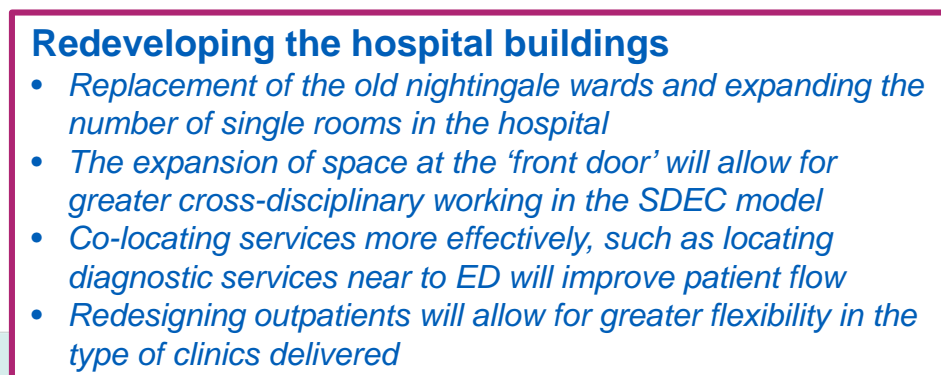 Redeveloping the hospital buildings
• Replacement of the old nightingale wards and expanding the
number of single rooms in the hospital
• The expansion of space at the ‘front door’ will allow for
greater cross-disciplinary working in the SDEC model
• Co-locating services more effectively, such as locating
diagnostic services near to ED will improve patient flow
• Redesigning outpatients will allow for greater flexibility in the
type of clinics delivered